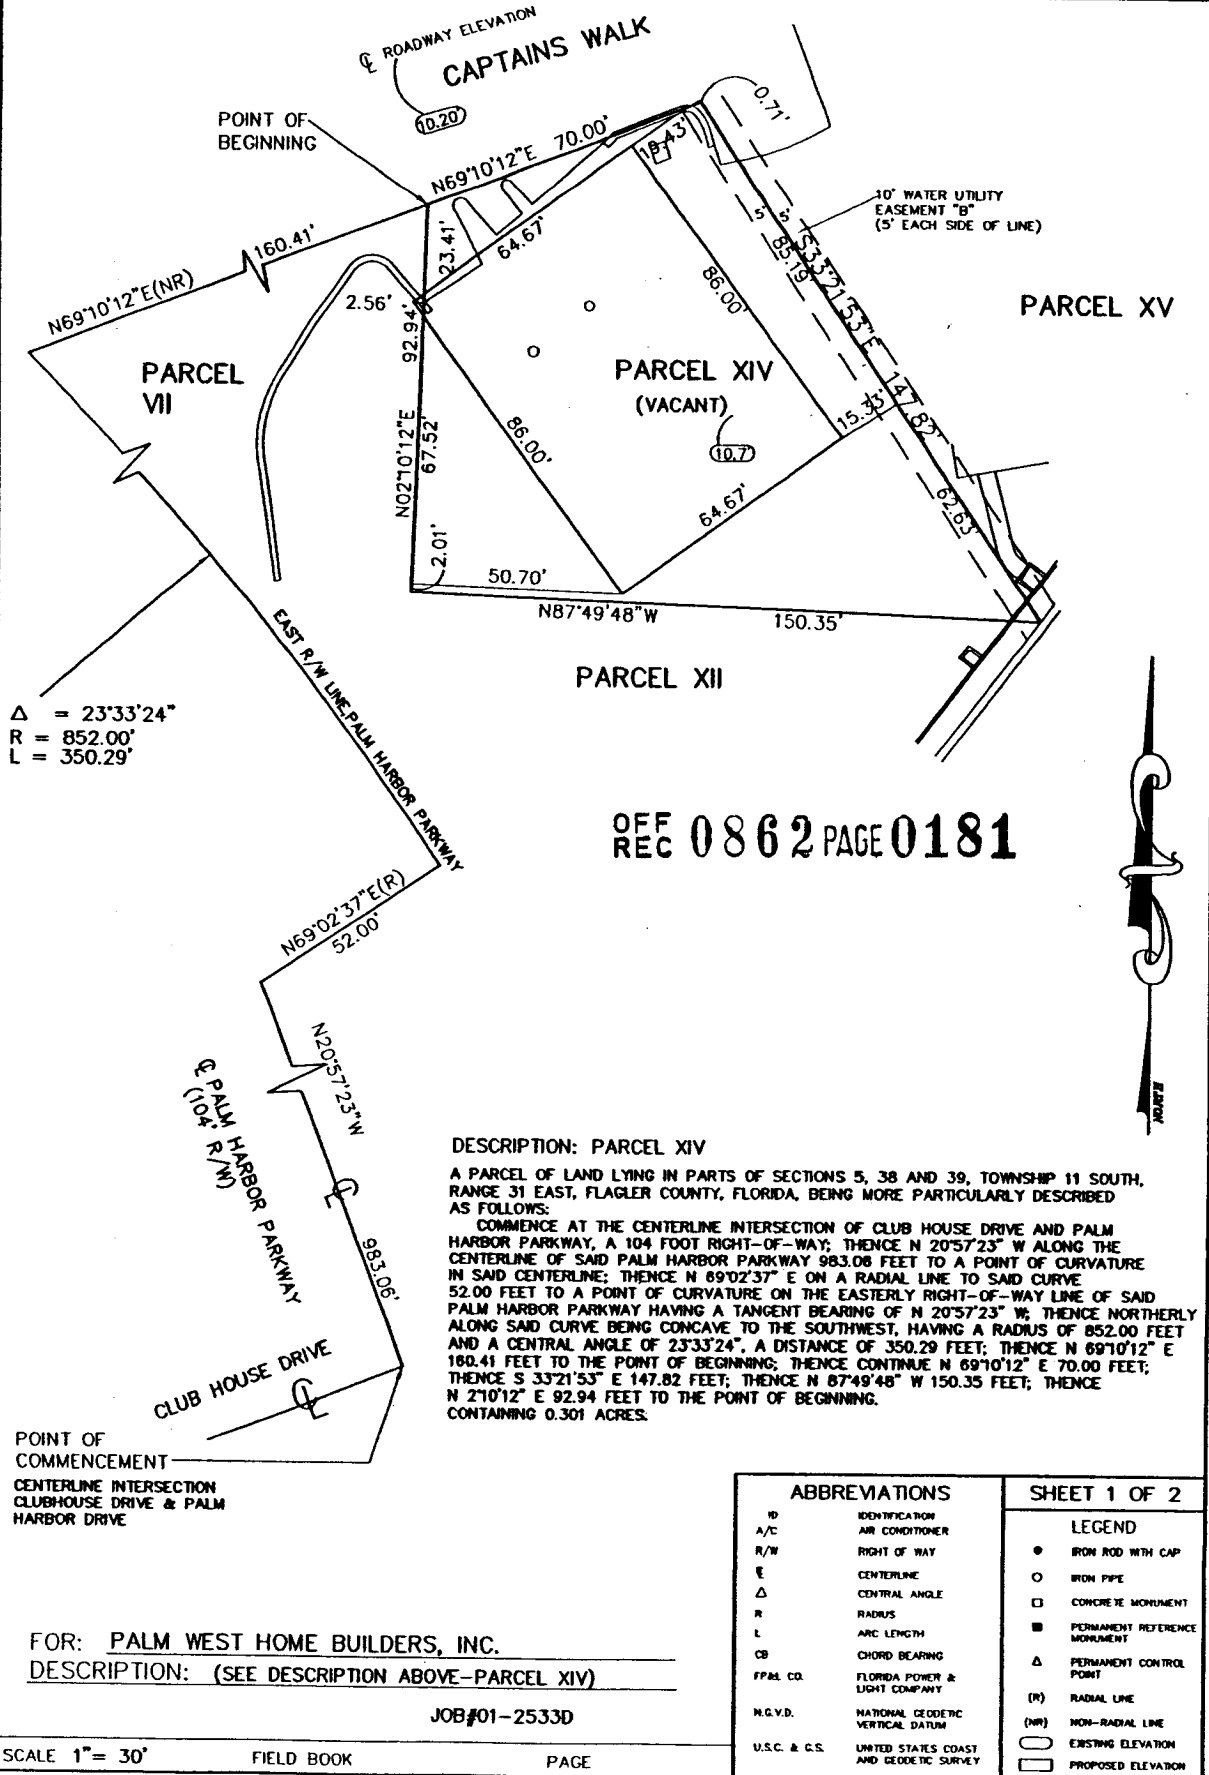 ℄ ROADWAY ELEVATION
CAPTAINS WALK
10.20'
POINT OF
BEGINNING
N69°10'12"E 70.00'
0.71'
19.43'
10' WATER UTILITY
EASEMENT "B"
(5' EACH SIDE OF LINE)
160.41'
N69°10'12"E(NR)
23.41'
64.67'
5' 5'
85.19'
S33°21'53"E 147.82'
PARCEL XV
2.56'
92.94'
86.00'
PARCEL
VII
PARCEL XIV
(VACANT)
10.7'
15.33'
86.00'
N02°10'12"E
67.52'
64.67'
62.63'
2.01'
50.70'
N87°49'48"W 150.35'
PARCEL XII
EAST R/W LINE,PALM HARBOR PARKWAY
Δ = 23°33'24"
R = 852.00'
L = 350.29'
OFF
REC 0862 PAGE 0181
N69°02'37"E(R)
52.00'
N20°57'23"W
℄ PALM HARBOR PARKWAY
(104' R/W)
℄
983.06'
CLUB HOUSE DRIVE
℄
POINT OF
COMMENCEMENT
CENTERLINE INTERSECTION
CLUBHOUSE DRIVE & PALM
HARBOR DRIVE
DESCRIPTION: PARCEL XIV
A PARCEL OF LAND LYING IN PARTS OF SECTIONS 5, 38 AND 39, TOWNSHIP 11 SOUTH,
RANGE 31 EAST, FLAGLER COUNTY, FLORIDA, BEING MORE PARTICULARLY DESCRIBED
AS FOLLOWS:
COMMENCE AT THE CENTERLINE INTERSECTION OF CLUB HOUSE DRIVE AND PALM
HARBOR PARKWAY, A 104 FOOT RIGHT-OF-WAY; THENCE N 20°57'23" W ALONG THE
CENTERLINE OF SAID PALM HARBOR PARKWAY 983.06 FEET TO A POINT OF CURVATURE
IN SAID CENTERLINE; THENCE N 69°02'37" E ON A RADIAL LINE TO SAID CURVE
52.00 FEET TO A POINT OF CURVATURE ON THE EASTERLY RIGHT-OF-WAY LINE OF SAID
PALM HARBOR PARKWAY HAVING A TANGENT BEARING OF N 20°57'23" W; THENCE NORTHERLY
ALONG SAID CURVE BEING CONCAVE TO THE SOUTHWEST, HAVING A RADIUS OF 852.00 FEET
AND A CENTRAL ANGLE OF 23°33'24", A DISTANCE OF 350.29 FEET; THENCE N 69°10'12" E
160.41 FEET TO THE POINT OF BEGINNING; THENCE CONTINUE N 69°10'12" E 70.00 FEET;
THENCE S 33°21'53" E 147.82 FEET; THENCE N 87°49'48" W 150.35 FEET; THENCE
N 2°10'12" E 92.94 FEET TO THE POINT OF BEGINNING.
CONTAINING 0.301 ACRES.
ABBREVIATIONS
ID IDENTIFICATION
A/C AIR CONDITIONER
R/W RIGHT OF WAY
℄ CENTERLINE
Δ CENTRAL ANGLE
R RADIUS
L ARC LENGTH
CB CHORD BEARING
FP&L CO. FLORIDA POWER &
LIGHT COMPANY
N.G.V.D. NATIONAL GEODETIC
VERTICAL DATUM
U.S.C. & G.S. UNITED STATES COAST
AND GEODETIC SURVEY
SHEET 1 OF 2
LEGEND
IRON ROD WITH CAP
IRON PIPE
CONCRETE MONUMENT
PERMANENT REFERENCE
MONUMENT
PERMANENT CONTROL
POINT
(R) RADIAL LINE
(NR) NON-RADIAL LINE
EXISTING ELEVATION
PROPOSED ELEVATION
FOR: PALM WEST HOME BUILDERS, INC.
DESCRIPTION: (SEE DESCRIPTION ABOVE-PARCEL XIV)
JOB#01-2533D
SCALE 1"= 30' FIELD BOOK PAGE